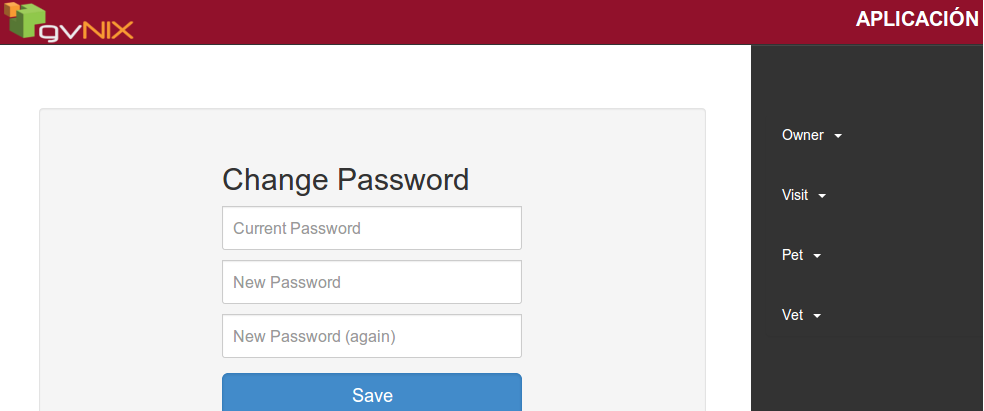 gvNIX
APLICACIÓN
Change Password
Current Password
New Password
New Password (again)
Save
Owner
Visit
Pet
Vet